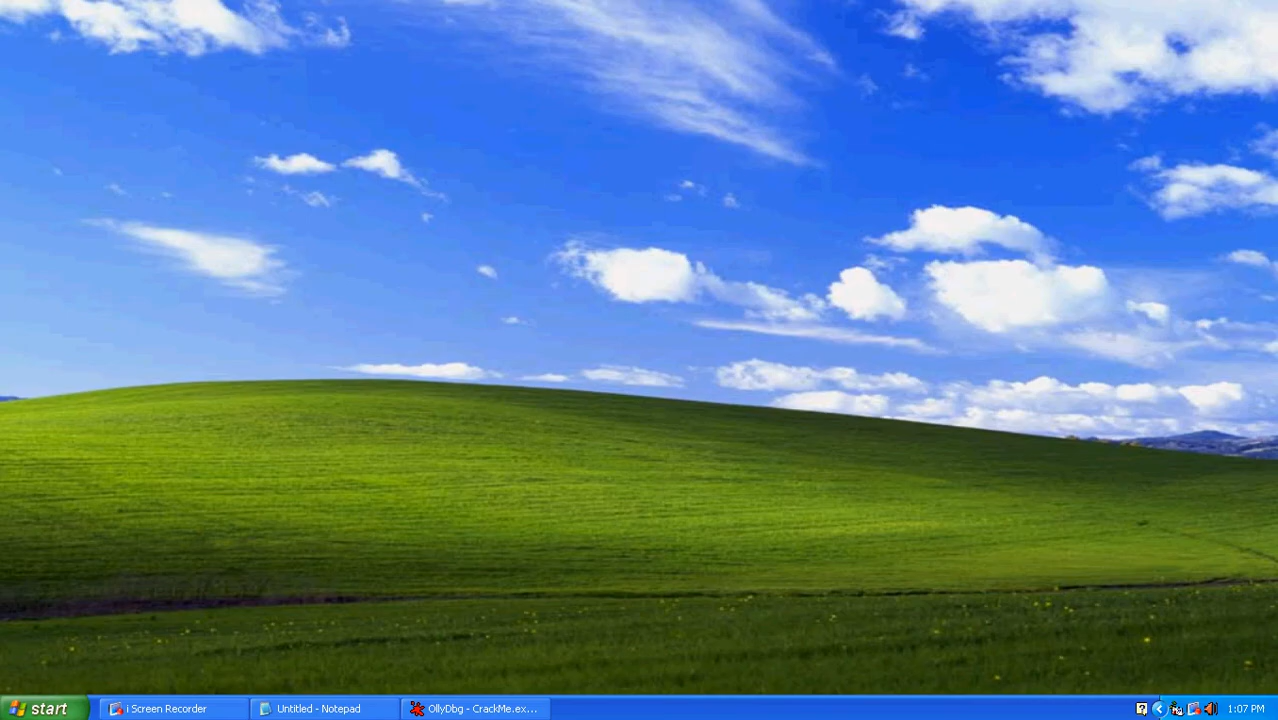 start
i Screen Recorder
Untitled - Notepad
OllyDbg - CrackMe.ex...
1:07 PM